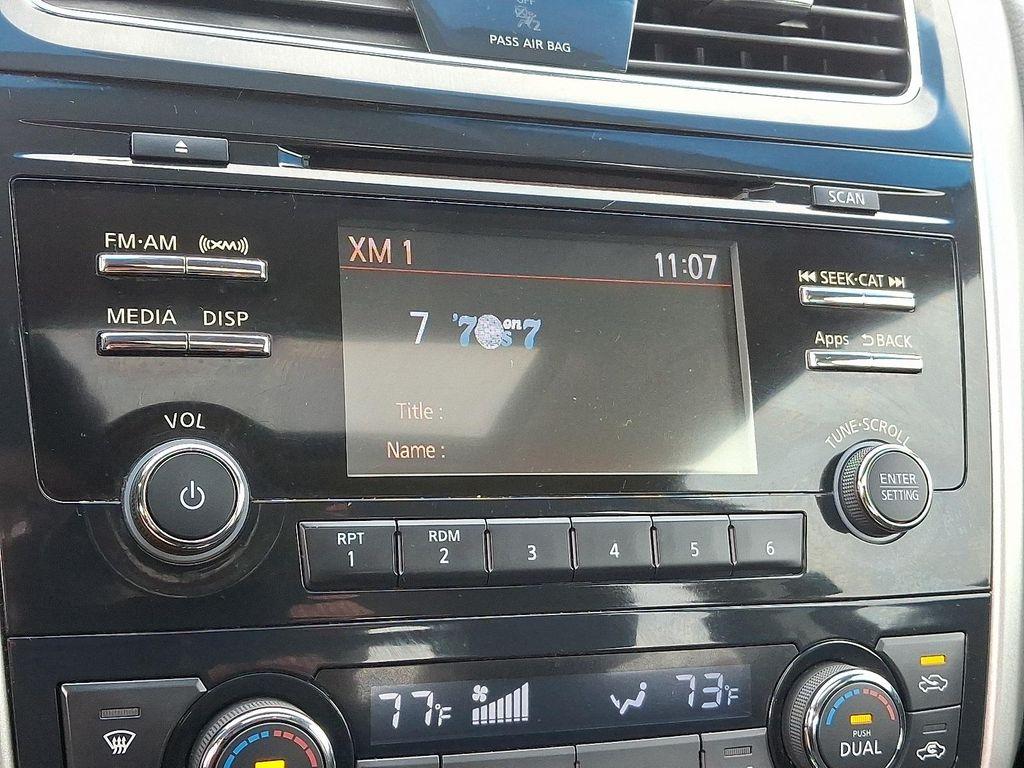 OFF
2
PASS AIR BAG
SCAN
FM·AM ((XM))
XM 1
11:07
SEEK·CAT
MEDIA DISP
7 '70s on 7
Apps BACK
VOL
Title :
Name :
TUNE·SCROLL
ENTER
SETTING
RPT
1
RDM
2
3
4
5
6
77°F
73°F
PUSH
DUAL